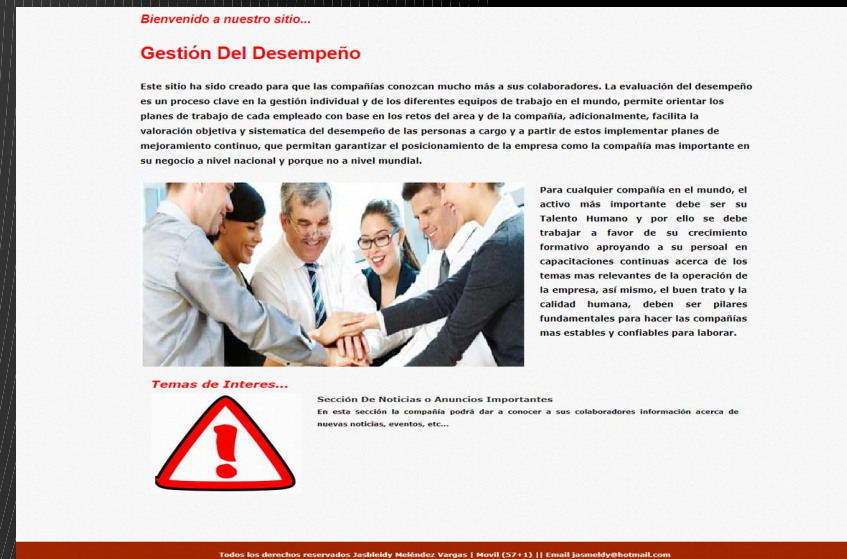 Bienvenido a nuestro sitio...
Gestión Del Desempeño
Este sitio ha sido creado para que las compañías conozcan mucho más a sus colaboradores. La evaluación del desempeño
es un proceso clave en la gestión individual y de los diferentes equipos de trabajo en el mundo, permite orientar los
planes de trabajo de cada empleado con base en los retos del area y de la compañía, adicionalmente, facilita la
valoración objetiva y sistematica del desempeño de las personas a cargo y a partir de estos implementar planes de
mejoramiento continuo, que permitan garantizar el posicionamiento de la empresa como la compañía mas importante en
su negocio a nivel nacional y porque no a nivel mundial.
Para cualquier compañía en el mundo, el
activo más importante debe ser su
Talento Humano y por ello se debe
trabajar a favor de su crecimiento
formativo aproyando a su persoal en
capacitaciones continuas acerca de los
temas mas relevantes de la operación de
la empresa, así mismo, el buen trato y la
calidad humana, deben ser pilares
fundamentales para hacer las compañías
mas estables y confiables para laborar.
Temas de Interes...
Sección De Noticias o Anuncios Importantes
En esta sección la compañía podrá dar a conocer a sus colaboradores información acerca de
nuevas noticias, eventos, etc...
Todos los derechos reservados Jasbleidy Meléndez Vargas | Movil (57+1) || Email jasmeldy@hotmail.com